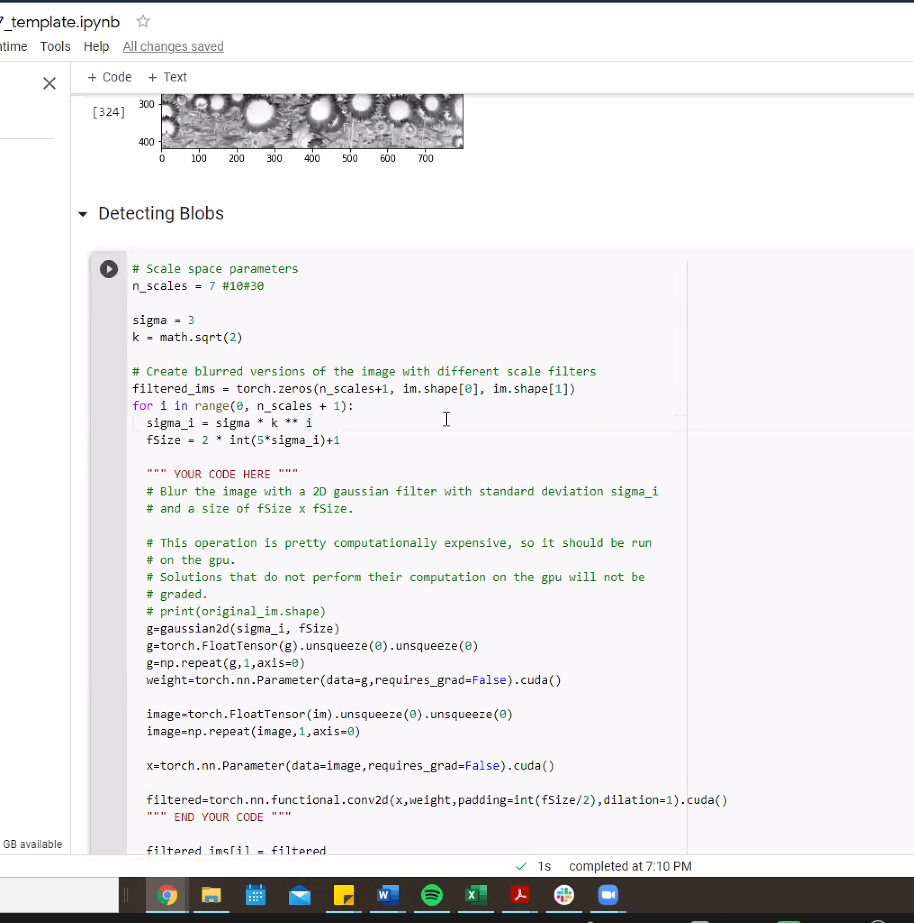 7_template.ipynb
ntime Tools Help All changes saved
+ Code + Text
[324]
300
400
0 100 200 300 400 500 600 700
Detecting Blobs
# Scale space parameters
n_scales = 7 #10#30
sigma = 3
k = math.sqrt(2)
# Create blurred versions of the image with different scale filters
filtered_ims = torch.zeros(n_scales+1, im.shape[0], im.shape[1])
for i in range(0, n_scales + 1):
sigma_i = sigma * k ** i
fSize = 2 * int(5*sigma_i)+1
""" YOUR CODE HERE """
# Blur the image with a 2D gaussian filter with standard deviation sigma_i
# and a size of fSize x fSize.
# This operation is pretty computationally expensive, so it should be run
# on the gpu.
# Solutions that do not perform their computation on the gpu will not be
# graded.
# print(original_im.shape)
g=gaussian2d(sigma_i, fSize)
g=torch.FloatTensor(g).unsqueeze(0).unsqueeze(0)
g=np.repeat(g,1,axis=0)
weight=torch.nn.Parameter(data=g,requires_grad=False).cuda()
image=torch.FloatTensor(im).unsqueeze(0).unsqueeze(0)
image=np.repeat(image,1,axis=0)
x=torch.nn.Parameter(data=image,requires_grad=False).cuda()
filtered=torch.nn.functional.conv2d(x,weight,padding=int(fSize/2),dilation=1).cuda()
""" END YOUR CODE """
filtered_ims[i] = filtered
GB available
1s completed at 7:10 PM